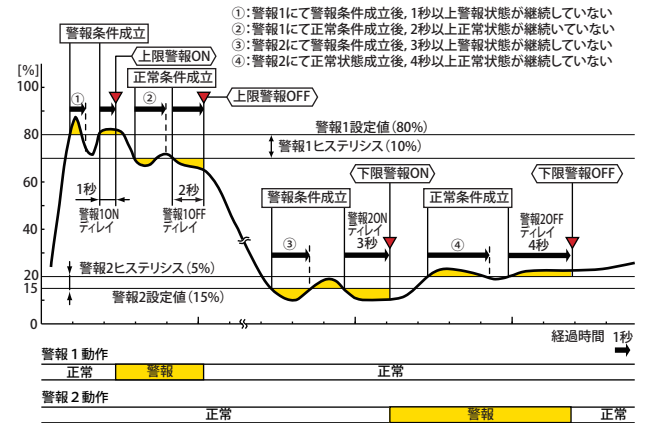 ①：警報1にて警報条件成立後, 1秒以上警報状態が継続していない
②：警報1にて正常条件成立後, 2秒以上正常状態が継続いていない
③：警報2にて警報条件成立後, 3秒以上警報状態が継続していない
④：警報2にて正常状態成立後, 4秒以上正常状態が継続していない
警報条件成立
上限警報ON
正常条件成立
上限警報OFF
[%]
100
80
60
40
20
15
0
①
②
警報1設定値（80%）
警報1ヒステリシス（10%）
1秒
警報1ON
ディレイ
2秒
警報1OFF
ディレイ
警報条件成立
下限警報ON
正常条件成立
下限警報OFF
警報2ON
ディレイ
3秒
警報2OFF
ディレイ
4秒
③
④
警報2ヒステリシス（5%）
警報2設定値（15%）
経過時間 1秒
警報 1 動作
正常 警報 正常
警報 2 動作
正常 警報 正常